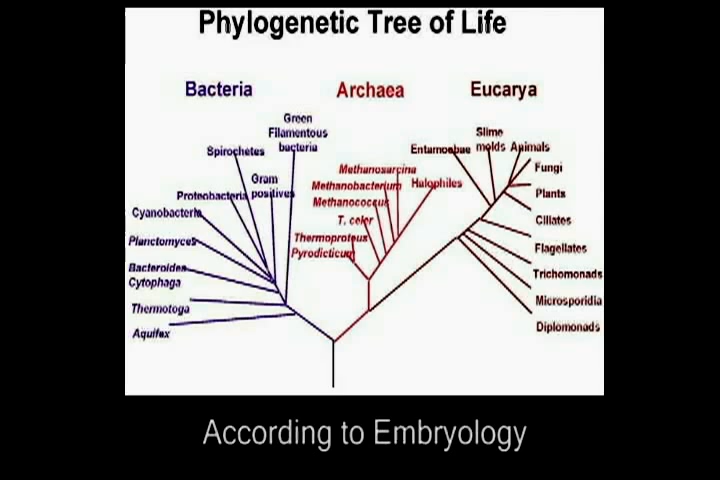 Phylogenetic Tree of Life
Bacteria
Archaea
Eucarya
Green
Filamentous
bacteria
Spirochetes
Gram
positives
Proteobacteria
Cyanobacteria
Planctomyces
Bacteroides
Cytophaga
Thermotoga
Aquifex
Methanosarcina
Methanobacterium
Halophiles
Methanococcus
T. celer
Thermoproteus
Pyrodicticum
Entamoebae
Slime
molds
Animals
Fungi
Plants
Ciliates
Flagellates
Trichomonads
Microsporidia
Diplomonads
According to Embryology